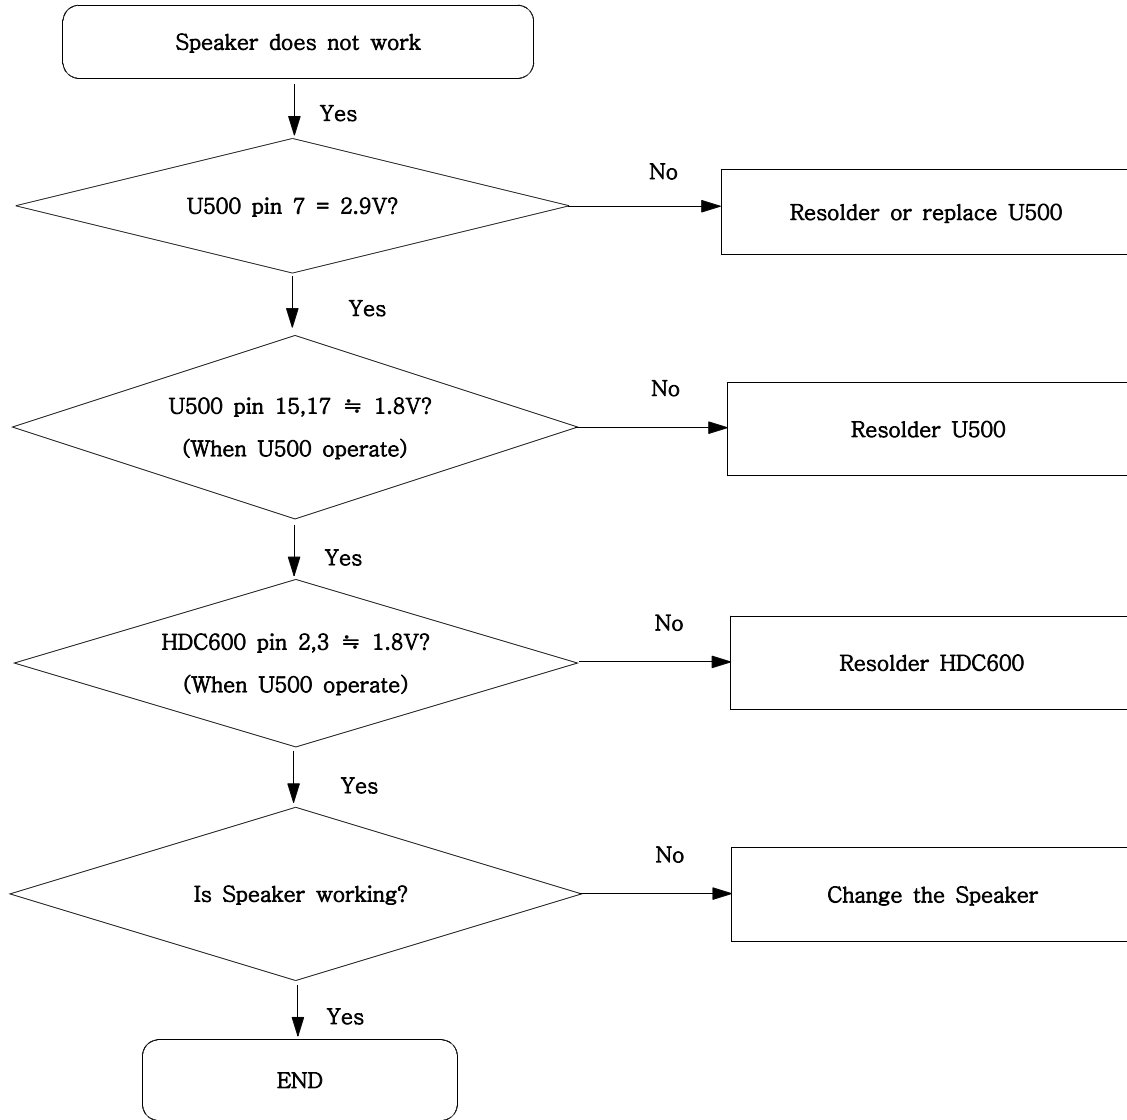 Speaker does not work
Yes
U500 pin 7 = 2.9V?
No
Resolder or replace U500
Yes
U500 pin 15,17 ≒ 1.8V?
(When U500 operate)
No
Resolder U500
Yes
HDC600 pin 2,3 ≒ 1.8V?
(When U500 operate)
No
Resolder HDC600
Yes
Is Speaker working?
No
Change the Speaker
Yes
END